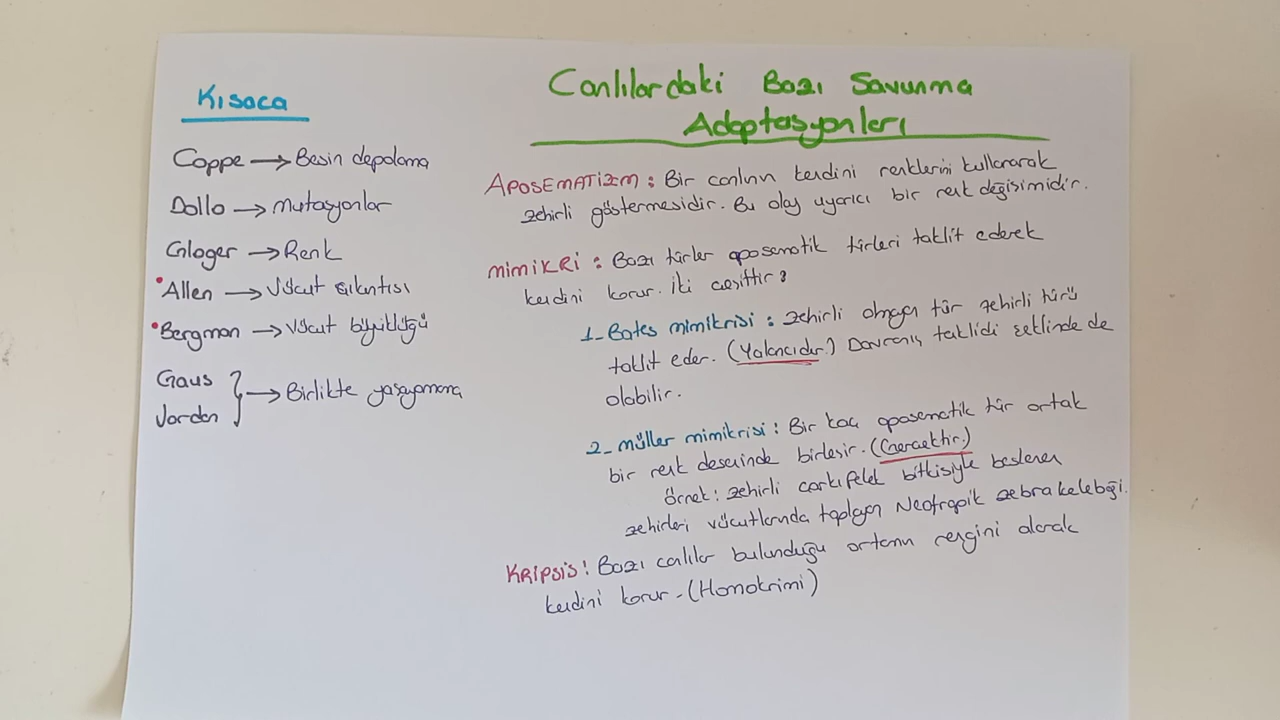 Kısaca
Coppe → Besin depolama
Dollo → Mutasyonlar
Gloger → Renk
Allen → Vücut çıkıntısı
Bergman → Vücut büyüklüğü
Gaus
Jordan
→ Birlikte yaşayamama
Canlılardaki Bazı Savunma
Adaptasyonları
APOSEMATİZM : Bir canlının kendini renklerini kullanarak
zehirli göstermesidir. Bu olay uyarıcı bir renk değişimidir.
MİMİKRİ : Bazı türler aposematik türleri taklit ederek
kendini korur. İki çeşittir :
1- Bates mimikrisi : Zehirli olmayan tür zehirli türü
taklit eder. (Yalancıdır.) Davranış taklidi şeklinde de
olabilir.
2- Müller mimikrisi : Bir kaç aposematik tür ortak
bir renk deseninde birleşir. (Gerçektir.)
Örnek : Zehirli çarkıfelek bitkisiyle beslenen
zehirleri vücutlarında toplayan Neotropik zebra kelebeği.
KRİPSİS : Bazı canlılar bulunduğu ortamın rengini alarak
kendini korur. (Homokrimi)